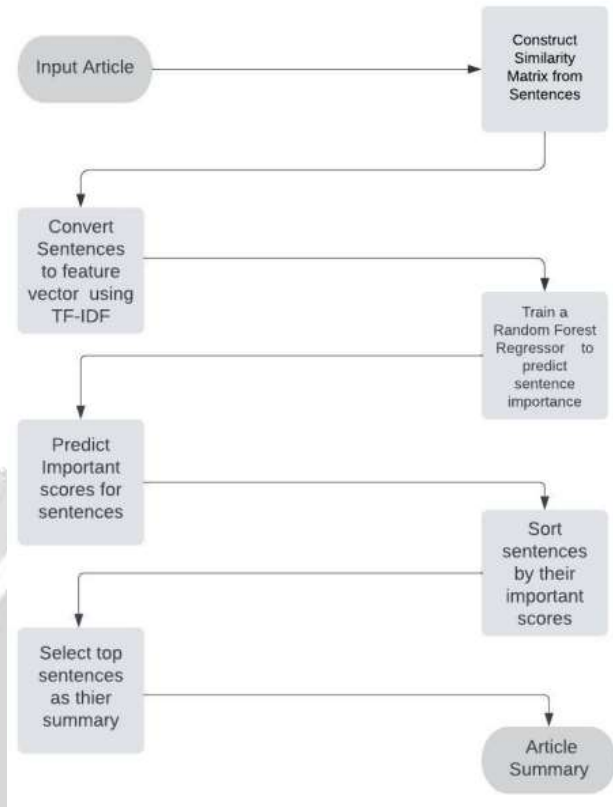 Input Article
Construct
Similarity
Matrix from
Sentences
Convert
Sentences
to feature
vector using
TF-IDF
Train a
Random Forest
Regressor to
predict
sentence
importance
Predict
Important
scores for
sentences
Sort
sentences
by their
important
scores
Select top
sentences
as thier
summary
Article
Summary